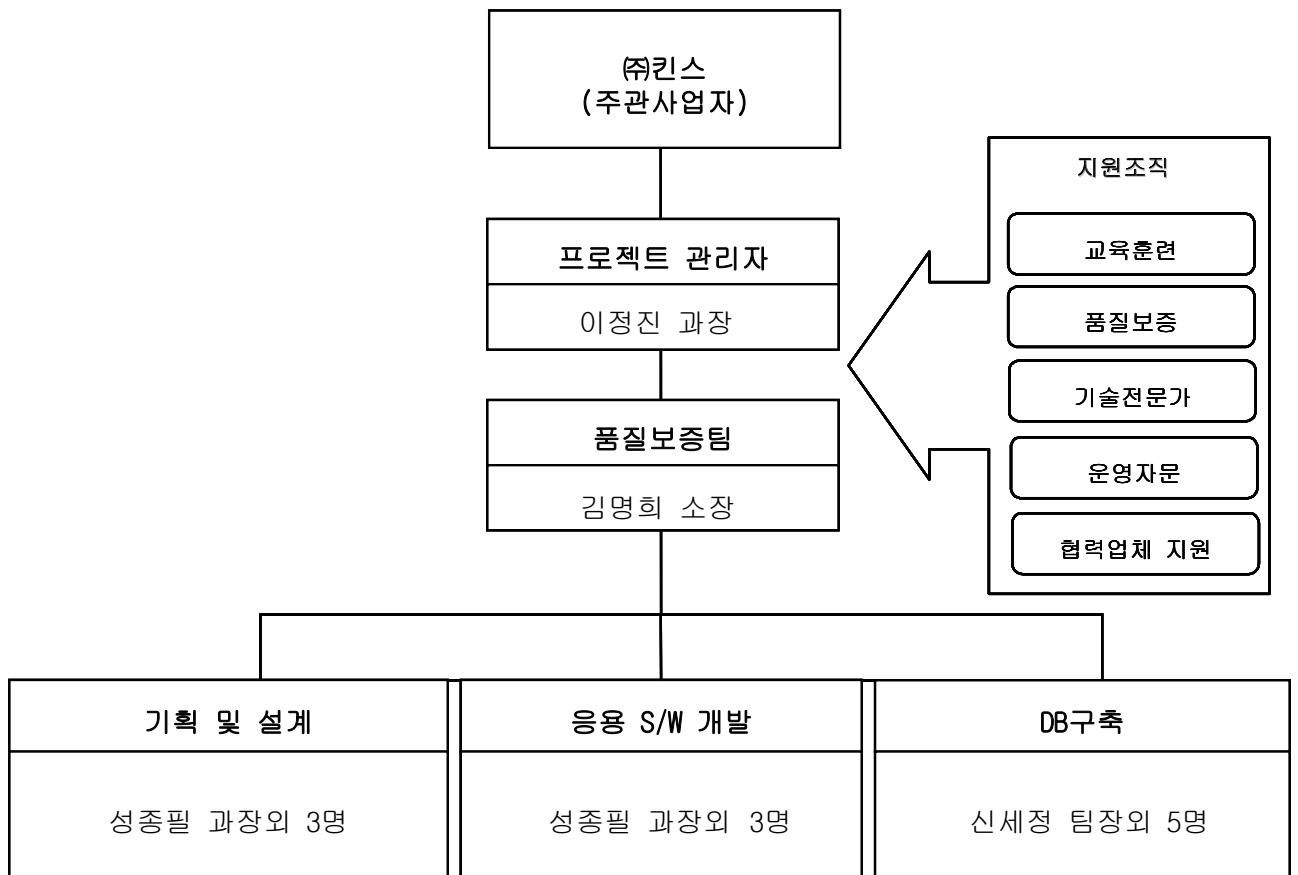 ㈜킨스
(주관사업자)
지원조직
교육훈련
품질보증
기술전문가
운영자문
협력업체 지원
프로젝트 관리자
이정진 과장
품질보증팀
김명희 소장
기획 및 설계
성종필 과장외 3명
응용 S/W 개발
성종필 과장외 3명
DB구축
신세정 팀장외 5명